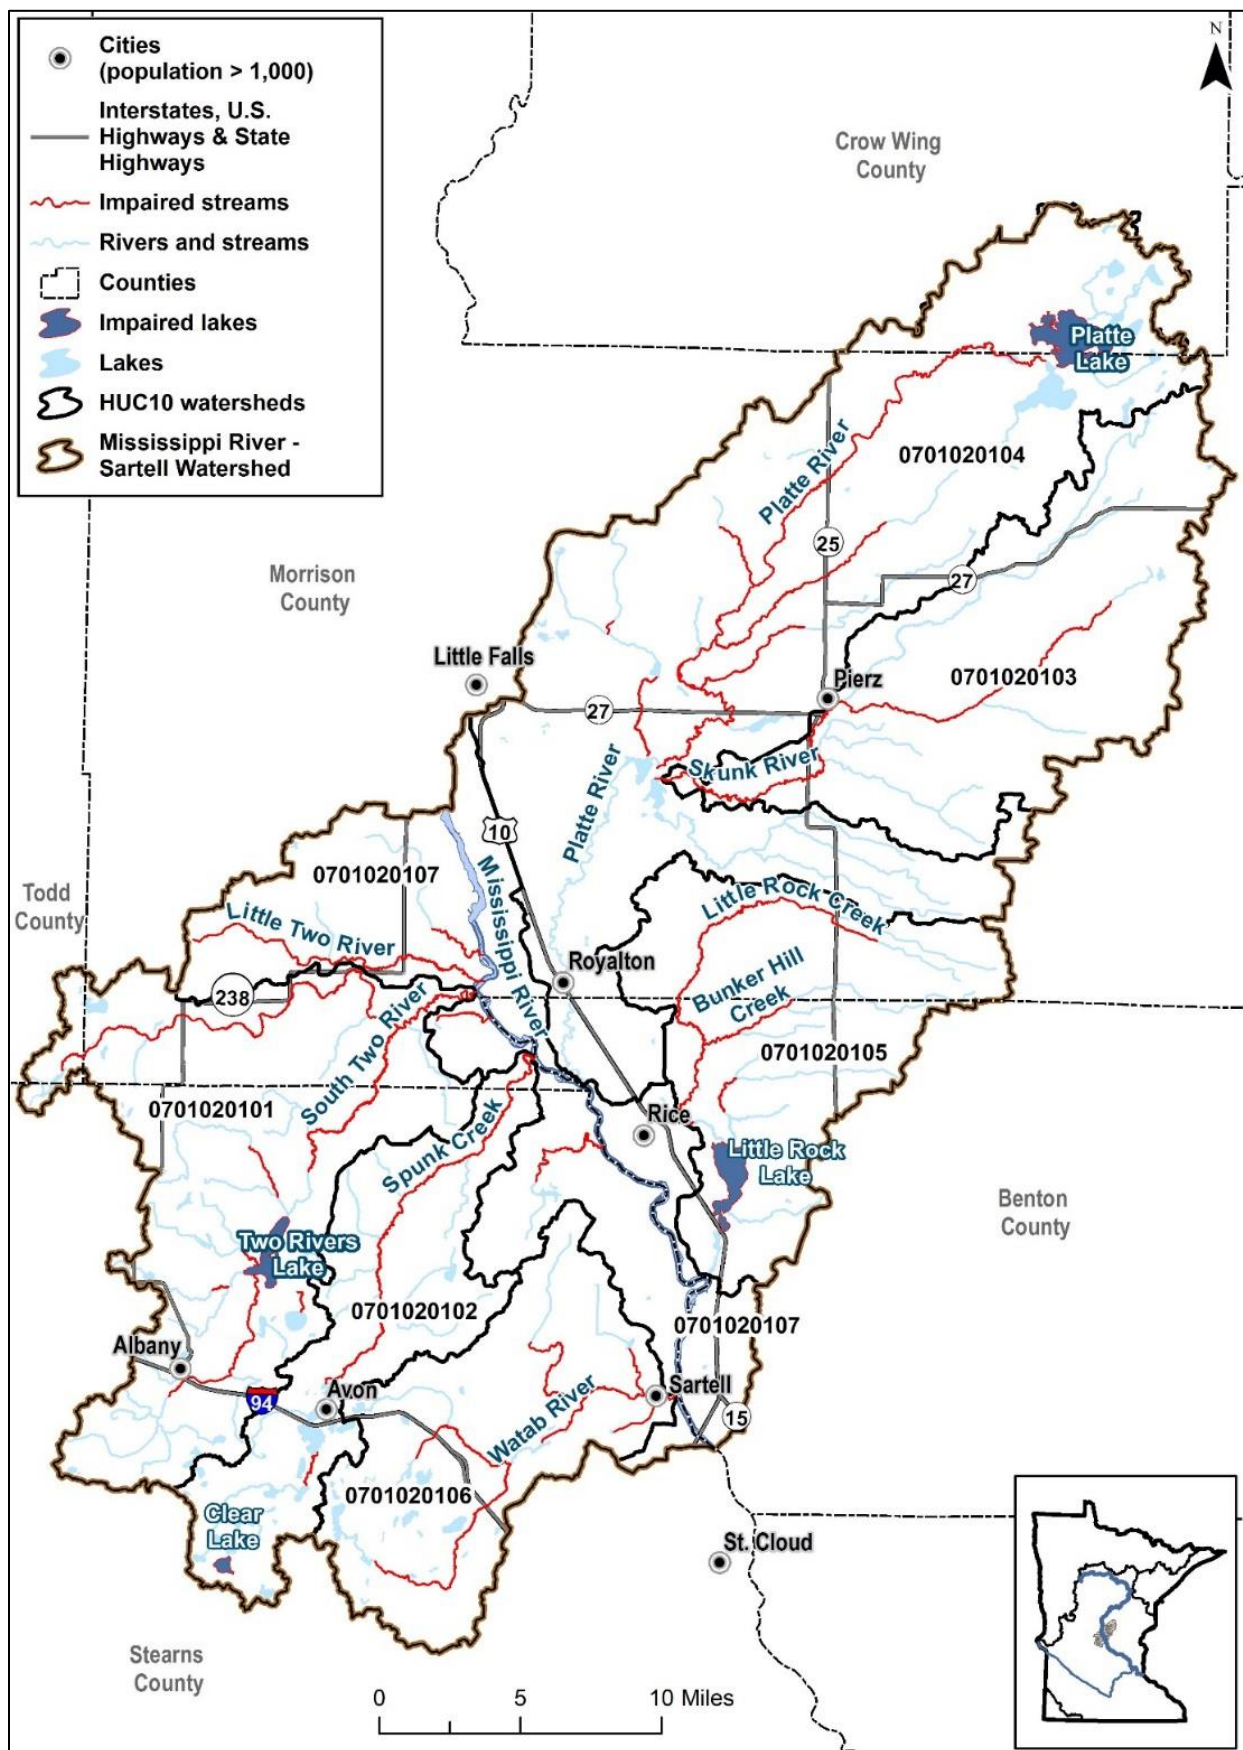 Cities
(population > 1,000)
Interstates, U.S.
Highways & State
Highways
Impaired streams
Rivers and streams
Counties
Impaired lakes
Lakes
HUC10 watersheds
Mississippi River -
Sartell Watershed
N
Crow Wing
County
Platte
Lake
Platte River
0701020104
25
27
Morrison
County
Little Falls
Pierz
0701020103
27
Skunk River
Platte River
10
Mississippi River
0701020107
Todd
County
Little Two River
Little Rock Creek
Royalton
Bunker Hill
Creek
238
South Two River
0701020105
0701020101
Spunk Creek
Rice
Little Rock
Lake
Benton
County
Two Rivers
Lake
0701020102
0701020107
Albany
Avon
94
Sartell
15
Watab River
0701020106
Clear
Lake
St. Cloud
Stearns
County
0 5 10 Miles